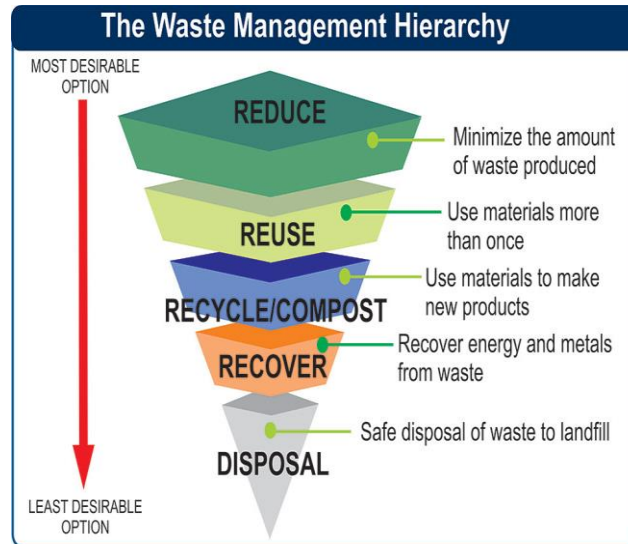 The Waste Management Hierarchy
MOST DESIRABLE
OPTION
REDUCE
Minimize the amount
of waste produced
REUSE
Use materials more
than once
RECYCLE/COMPOST
Use materials to make
new products
RECOVER
Recover energy and metals
from waste
DISPOSAL
Safe disposal of waste to landfill
LEAST DESIRABLE
OPTION